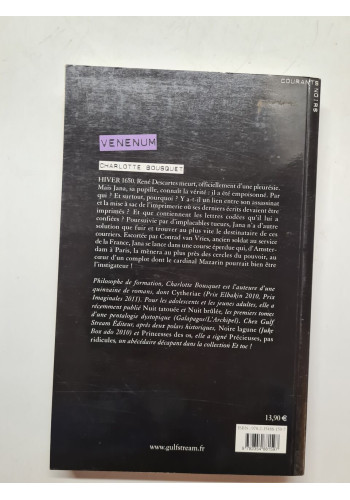 COURANTS NOIRS
VENENUM
CHARLOTTE BOUSQUET
HIVER 1650. René Descartes meurt, officiellement d'une pleurésie.
Mais Jana, sa pupille, connaît la vérité : il a été empoisonné. Par
qui ? Et surtout, pourquoi ? Y a-t-il un lien entre son assassinat
et la mise à sac de l'imprimerie où ses derniers écrits devaient être
imprimés ? Et que contiennent les lettres codées qu'il lui a
confiées ? Poursuivie par d'implacables tueurs, Jana n'a d'autre
solution que fuir et trouver au plus vite le destinataire de ces
courriers. Escortée par Conrad van Vries, ancien soldat au service
de la France, Jana se lance dans une course éperdue qui, d'Amster-
dam à Paris, la mènera au plus près des cercles du pouvoir, au
cœur d'un complot dont le cardinal Mazarin pourrait bien être
l'instigateur !
Philosophe de formation, Charlotte Bousquet est l'auteure d'une
quinzaine de romans, dont Cytheriae (Prix Elbakin 2010, Prix
Imaginales 2011). Pour les adolescents et les jeunes adultes, elle a
récemment publié Nuit tatouée et Nuit brûlée, les premiers tomes
d'une pentalogie dystopique (Galapagos/L'Archipel). Chez Gulf
Stream Éditeur, après deux polars historiques, Noire lagune (Juke
Box ado 2010) et Princesses des os, elle a signé Précieuses, pas
ridicules, un abécédaire décapant dans la collection Et toc !
13,90 €
www.gulfstream.fr